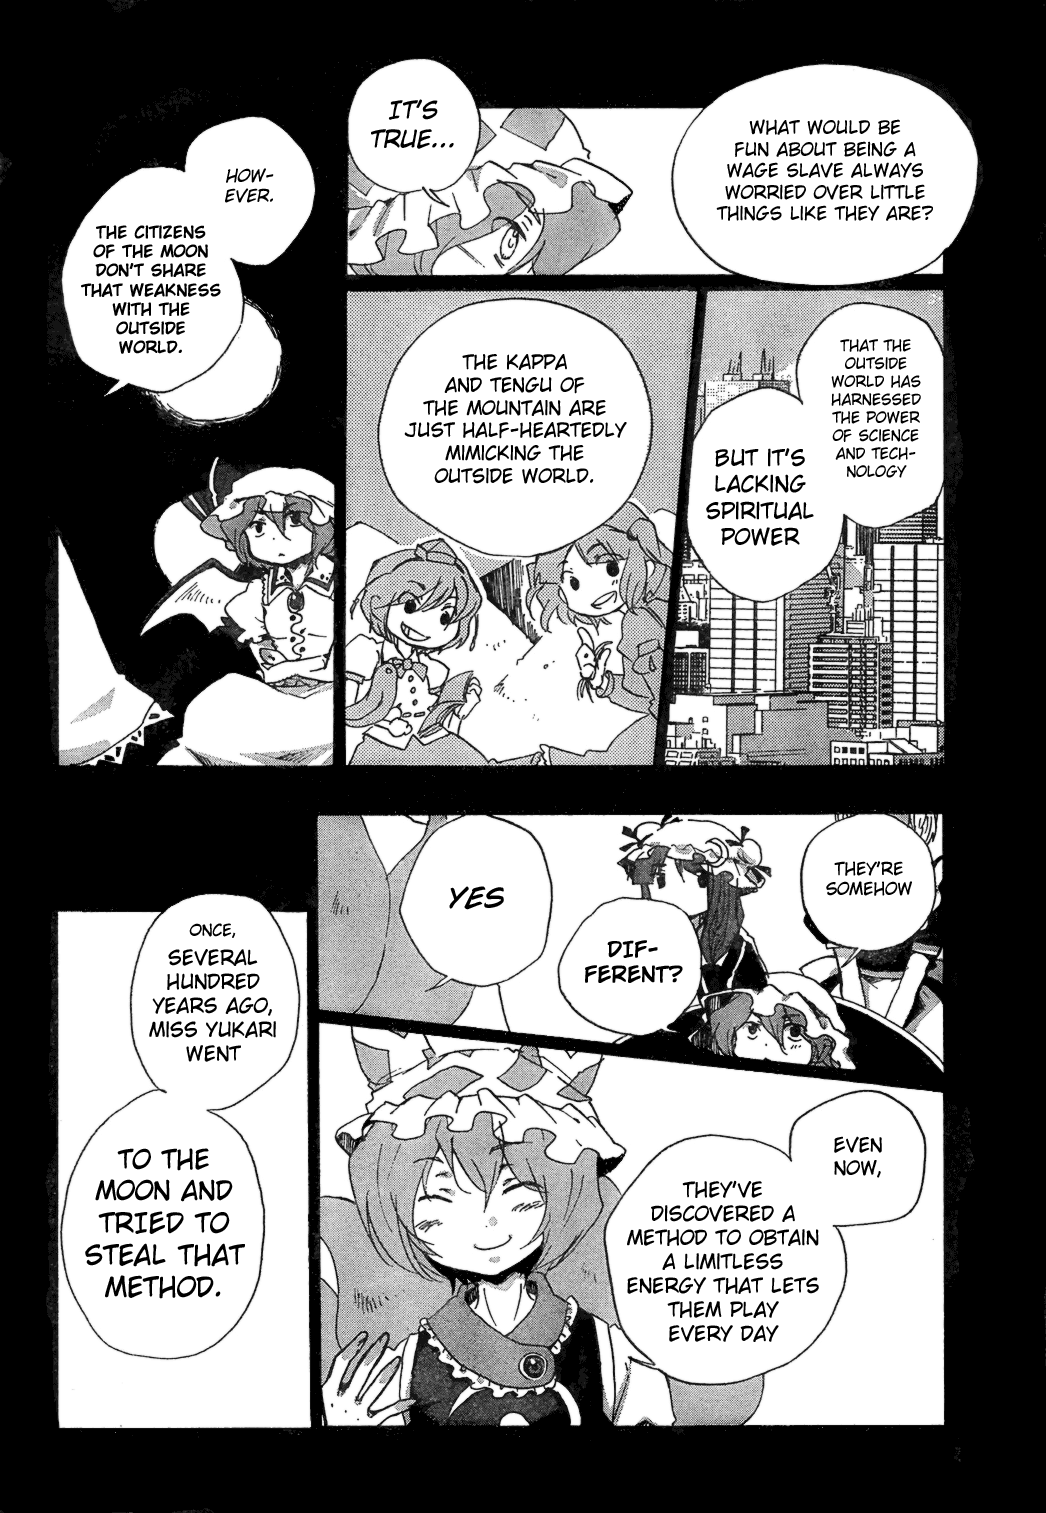 WHAT WOULD BE
FUN ABOUT BEING A
WAGE SLAVE ALWAYS
WORRIED OVER LITTLE
THINGS LIKE THEY ARE?
IT'S
TRUE...
THAT THE
OUTSIDE
WORLD HAS
HARNESSED
THE POWER
OF SCIENCE
AND TECH-
NOLOGY
BUT IT'S
LACKING
SPIRITUAL
POWER
THE KAPPA
AND TENGU OF
THE MOUNTAIN ARE
JUST HALF-HEARTEDLY
MIMICKING THE
OUTSIDE WORLD.
HOW-
EVER.
THE CITIZENS
OF THE MOON
DON'T SHARE
THAT WEAKNESS
WITH THE
OUTSIDE
WORLD.
THEY'RE
SOMEHOW
DIF-
FERENT?
YES
EVEN
NOW,
THEY'VE
DISCOVERED A
METHOD TO OBTAIN
A LIMITLESS
ENERGY THAT LETS
THEM PLAY
EVERY DAY
ONCE,
SEVERAL
HUNDRED
YEARS AGO,
MISS YUKARI
WENT
TO THE
MOON AND
TRIED TO
STEAL THAT
METHOD.